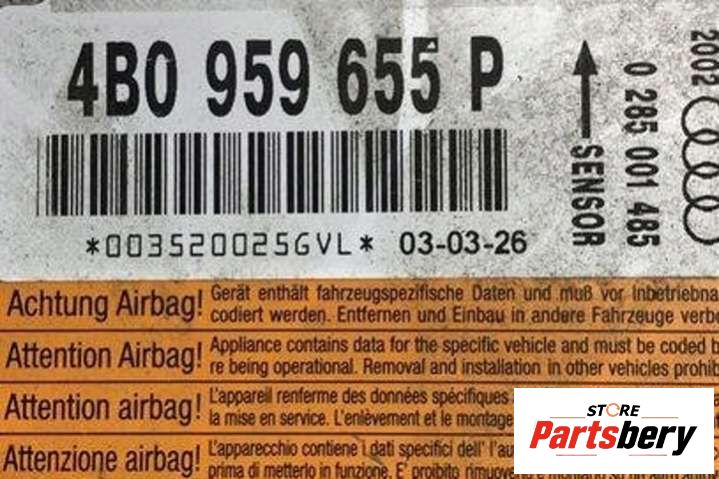 4B0 959 655 P
*0035200256VL* 03-03-26
SENSOR
0 285 001 485
2002
Achtung Airbag! Gerät enthält fahrzeugspezifische Daten und muß vor
codiert werden. Entfernen und Einbau in andere Fahrzeuge
Attention Airbag! Appliance contains data for the specific vehicle and must be coded
re being operational. Removal and installation in other vehicles
Attention airbag! L'appareil renferme des données spécifiques
la mise en service. L'enlèvement et le montage
Attenzione airbag! L'apparecchio contiene i dati specifici dell'
prima di metterlo in funzione. E' proibito
STORE
Partsbery